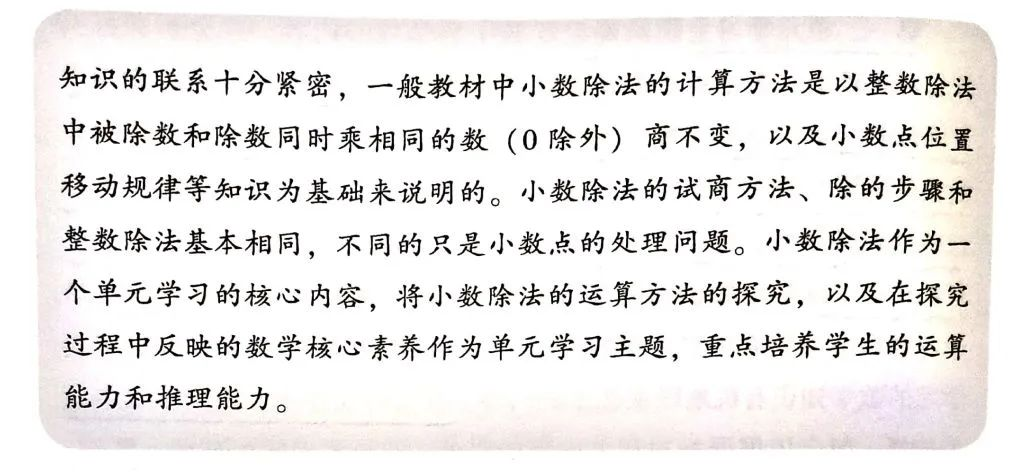 知识的联系十分紧密，一般教材中小数除法的计算方法是以整数除法
中被除数和除数同时乘相同的数（0 除外）商不变，以及小数点位置
移动规律等知识为基础来说明的。小数除法的试商方法、除的步骤和
整数除法基本相同，不同的只是小数点的处理问题。小数除法作为一
个单元学习的核心内容，将小数除法的运算方法的探究，以及在探究
过程中反映的数学核心素养作为单元学习主题，重点培养学生的运算
能力和推理能力。